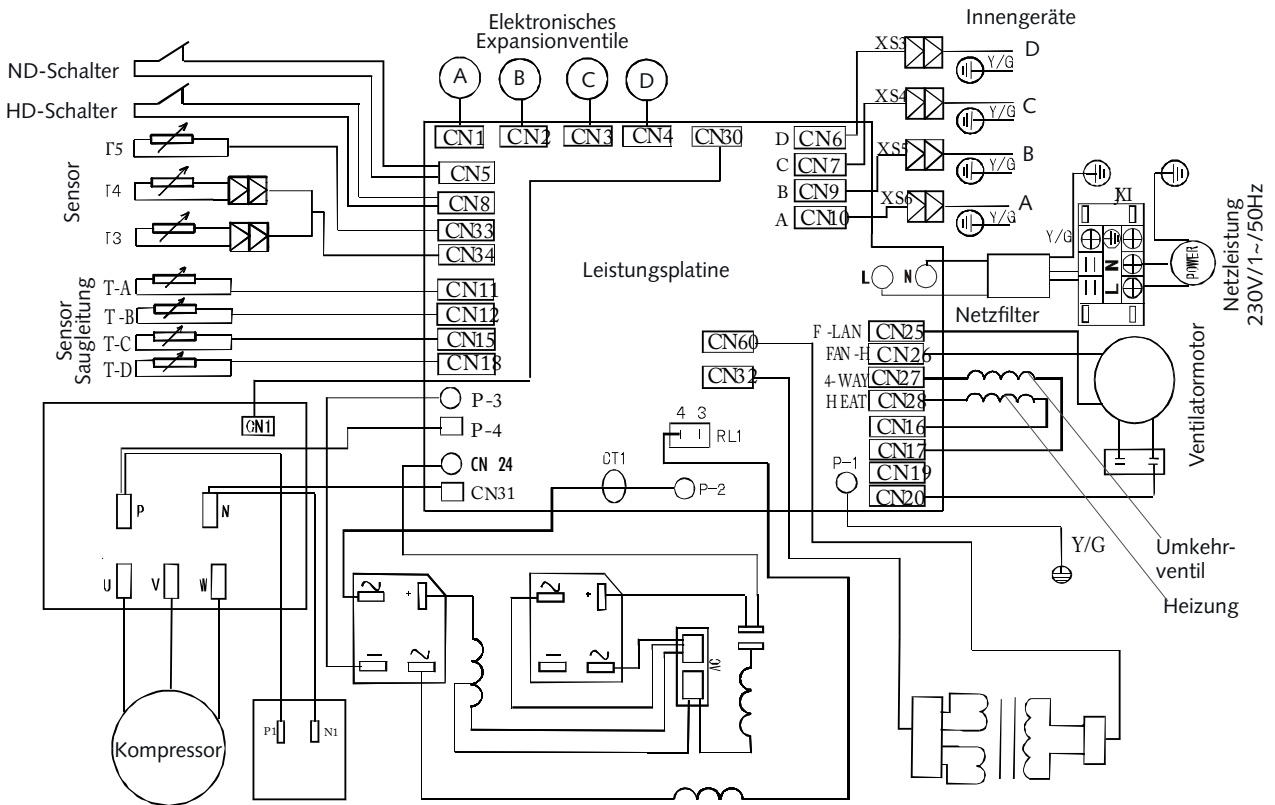 Elektronisches
Expansionventile
Innengeräte
ND-Schalter
HD-Schalter
A
B
C
D
XS3
D
Y/G
XS4
C
Y/G
XS5
B
Y/G
XS6
A
Y/G
CN1
CN2
CN3
CN4
CN30
D
CN6
C
CN7
B
CN9
A
CN10
Sensor
T5
T4
T3
CN5
CN8
CN33
CN34
Sensor
Saugleitung
T-A
T-B
T-C
T-D
CN11
CN12
CN15
CN18
Leistungsplatine
L
N
Netzfilter
Y/G
N
L
POWER
Netzleistung
230V/1~/50Hz
CN60
CN32
F-LAN
CN25
FAN-H
CN26
4-WAY
CN27
HEAT
CN28
CN16
CN17
CN19
CN20
Ventilatormotor
CN1
P-3
P-4
CN 24
CN31
4 3
RL1
CT1
P-2
P-1
Y/G
Umkehr-
ventil
Heizung
P
N
U
V
W
+
+
AC
Kompressor
P1
N1